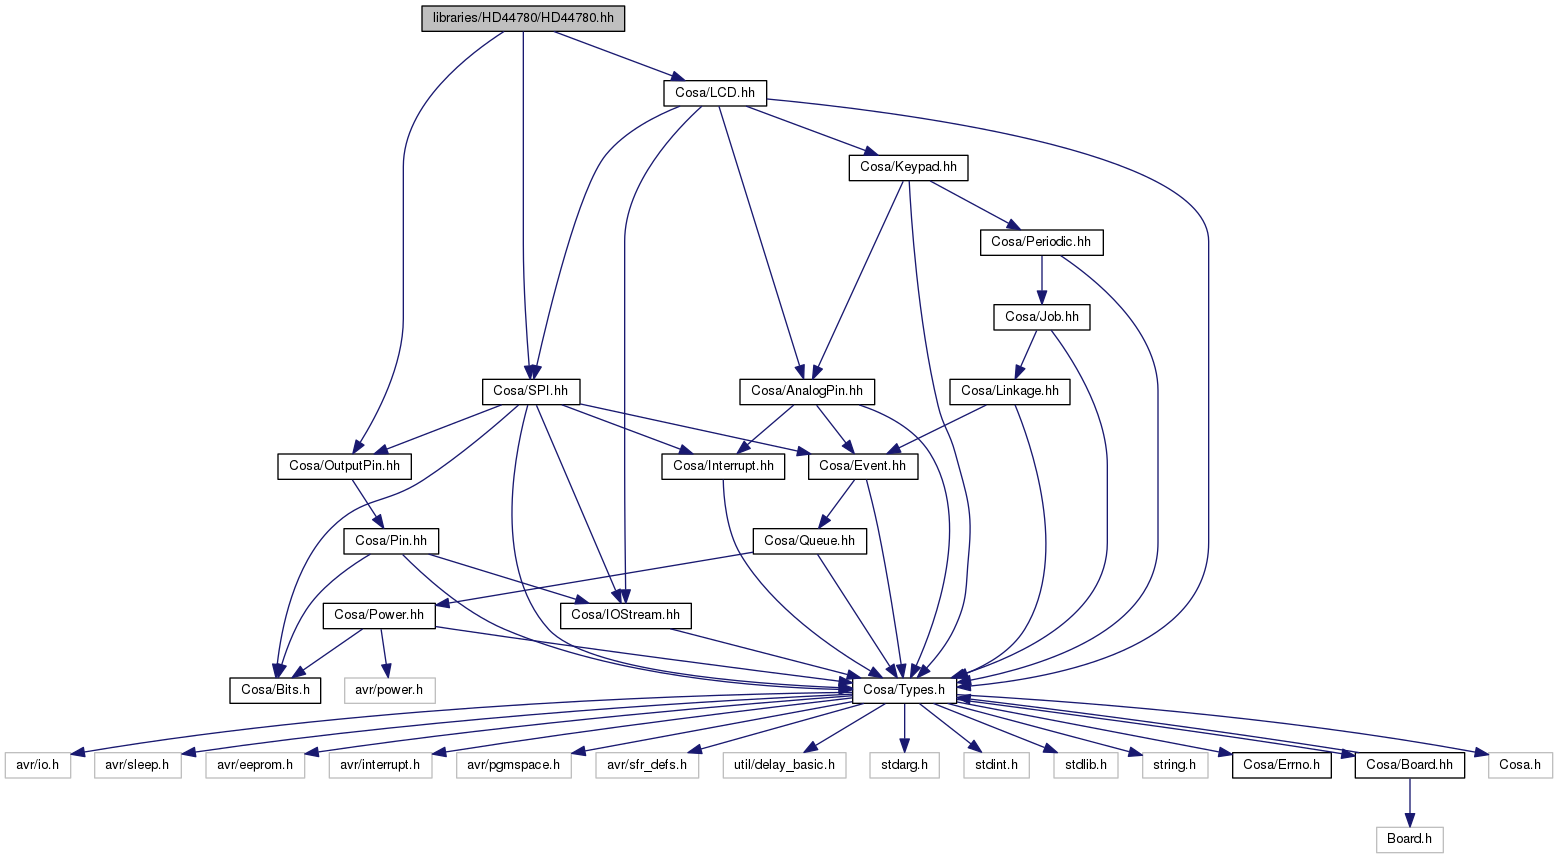 libraries/HD44780/HD44780.hh
Cosa/LCD.hh
Cosa/Keypad.hh
Cosa/Periodic.hh
Cosa/Job.hh
Cosa/SPI.hh
Cosa/AnalogPin.hh
Cosa/Linkage.hh
Cosa/OutputPin.hh
Cosa/Interrupt.hh
Cosa/Event.hh
Cosa/Pin.hh
Cosa/Queue.hh
Cosa/Power.hh
Cosa/IOStream.hh
Cosa/Bits.h
avr/power.h
Cosa/Types.h
avr/io.h
avr/sleep.h
avr/eeprom.h
avr/interrupt.h
avr/pgmspace.h
avr/sfr_defs.h
util/delay_basic.h
stdarg.h
stdint.h
stdlib.h
string.h
Cosa/Errno.h
Cosa/Board.hh
Cosa.h
Board.h